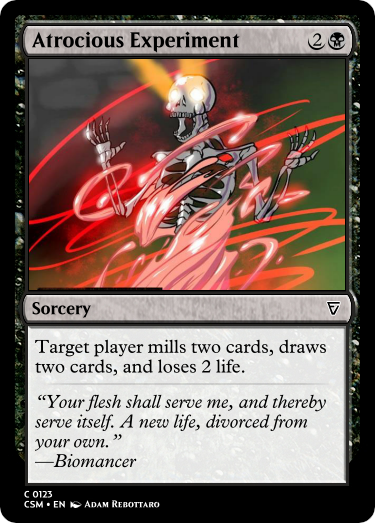 Atrocious Experiment 2
Sorcery
Target player mills two cards, draws
two cards, and loses 2 life.
“Your flesh shall serve me, and thereby
serve itself. A new life, divorced from
your own.”
—Biomancer
C 0123
CSM • EN Adam Rebottaro